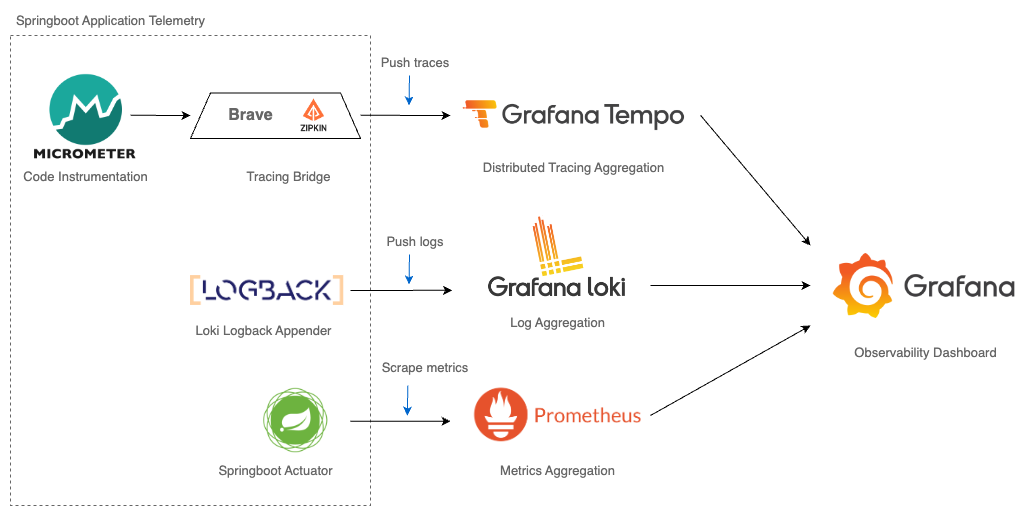 Springboot Application Telemetry
Push traces
Brave
ZIPKIN
Grafana Tempo
MICROMETER
Code Instrumentation
Tracing Bridge
Distributed Tracing Aggregation
Push logs
[LOGBACK]
Grafana loki
Grafana
Loki Logback Appender
Log Aggregation
Observability Dashboard
Scrape metrics
Prometheus
Springboot Actuator
Metrics Aggregation